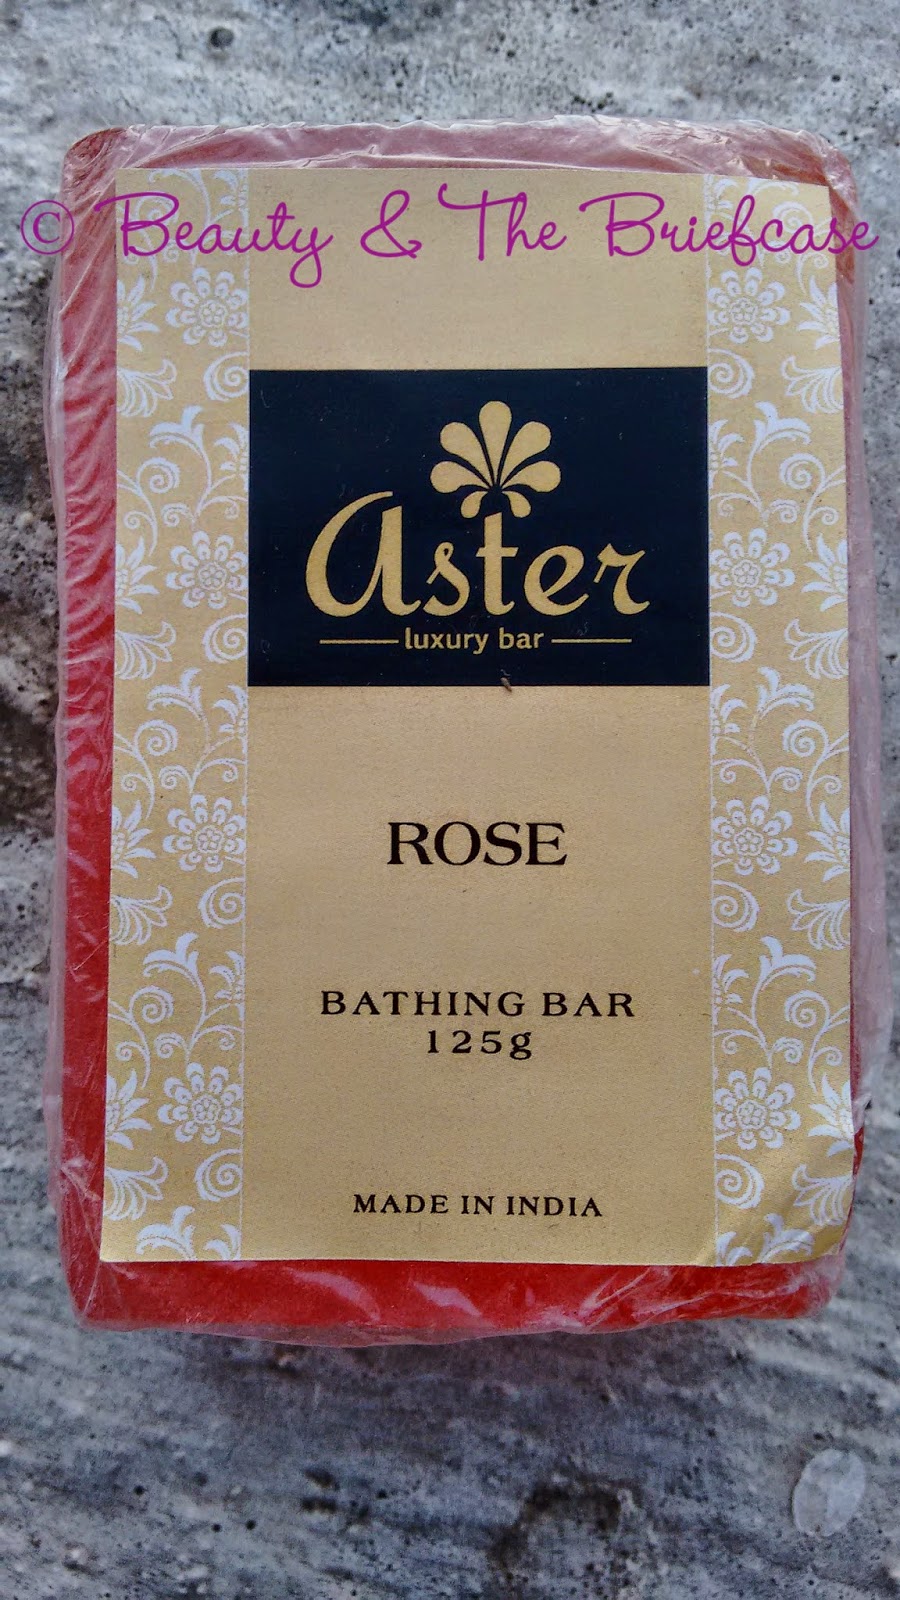 © Beauty & The Briefcase
aster
luxury bar
ROSE
BATHING BAR
125g
MADE IN INDIA